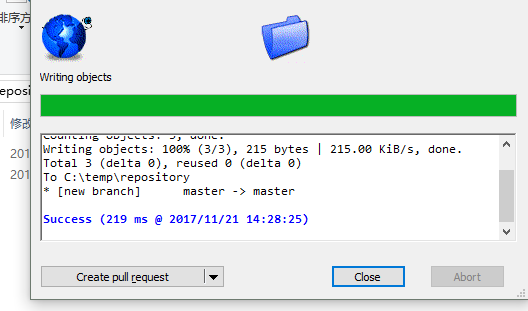 排序方
eposi
修改
201
201
Writing objects
Counting objects: 3, done.
Writing objects: 100% (3/3), 215 bytes | 215.00 KiB/s, done.
Total 3 (delta 0), reused 0 (delta 0)
To C:\temp\repository
* [new branch]      master -> master
Success (219 ms @ 2017/11/21 14:28:25)
Create pull request
Close
Abort